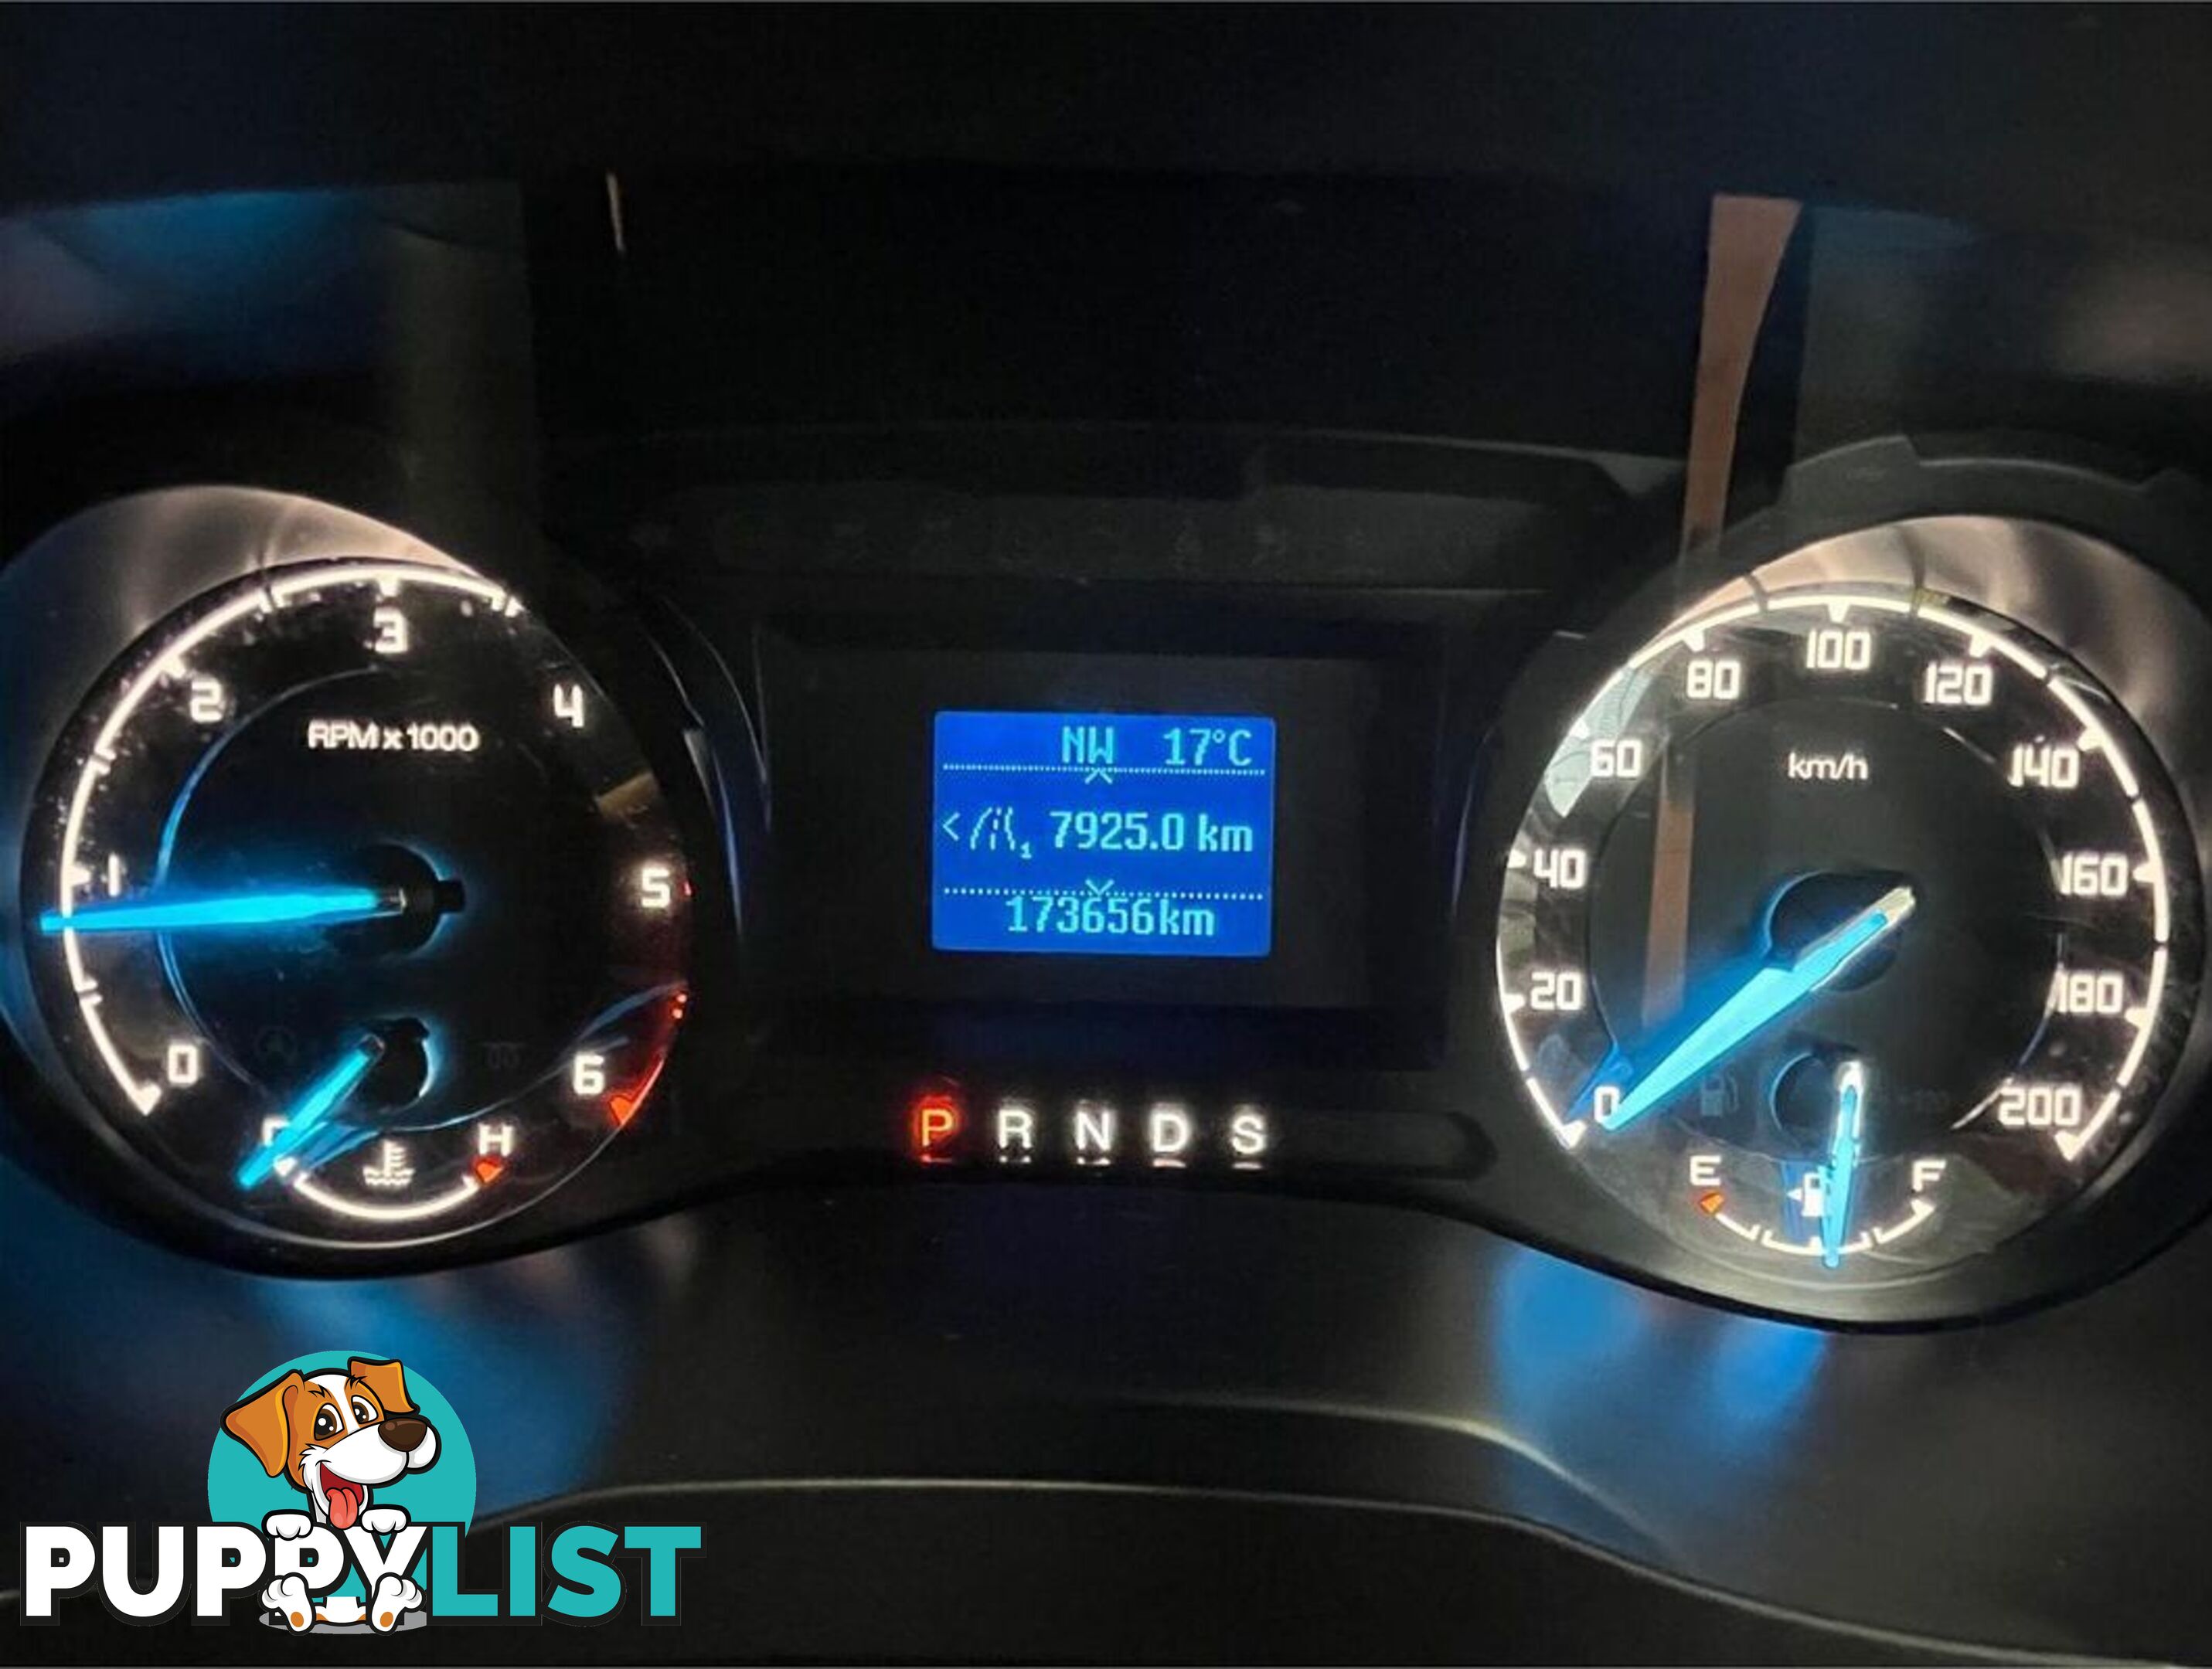 0 1 2 3 4 5 6
RPM x 1000
H
NW 17°C
< 1 7925.0 km
173656km
P R N D S
0 20 40 60 80 100 120 140 160 180 200
km/h
E F
PUPPYLIST